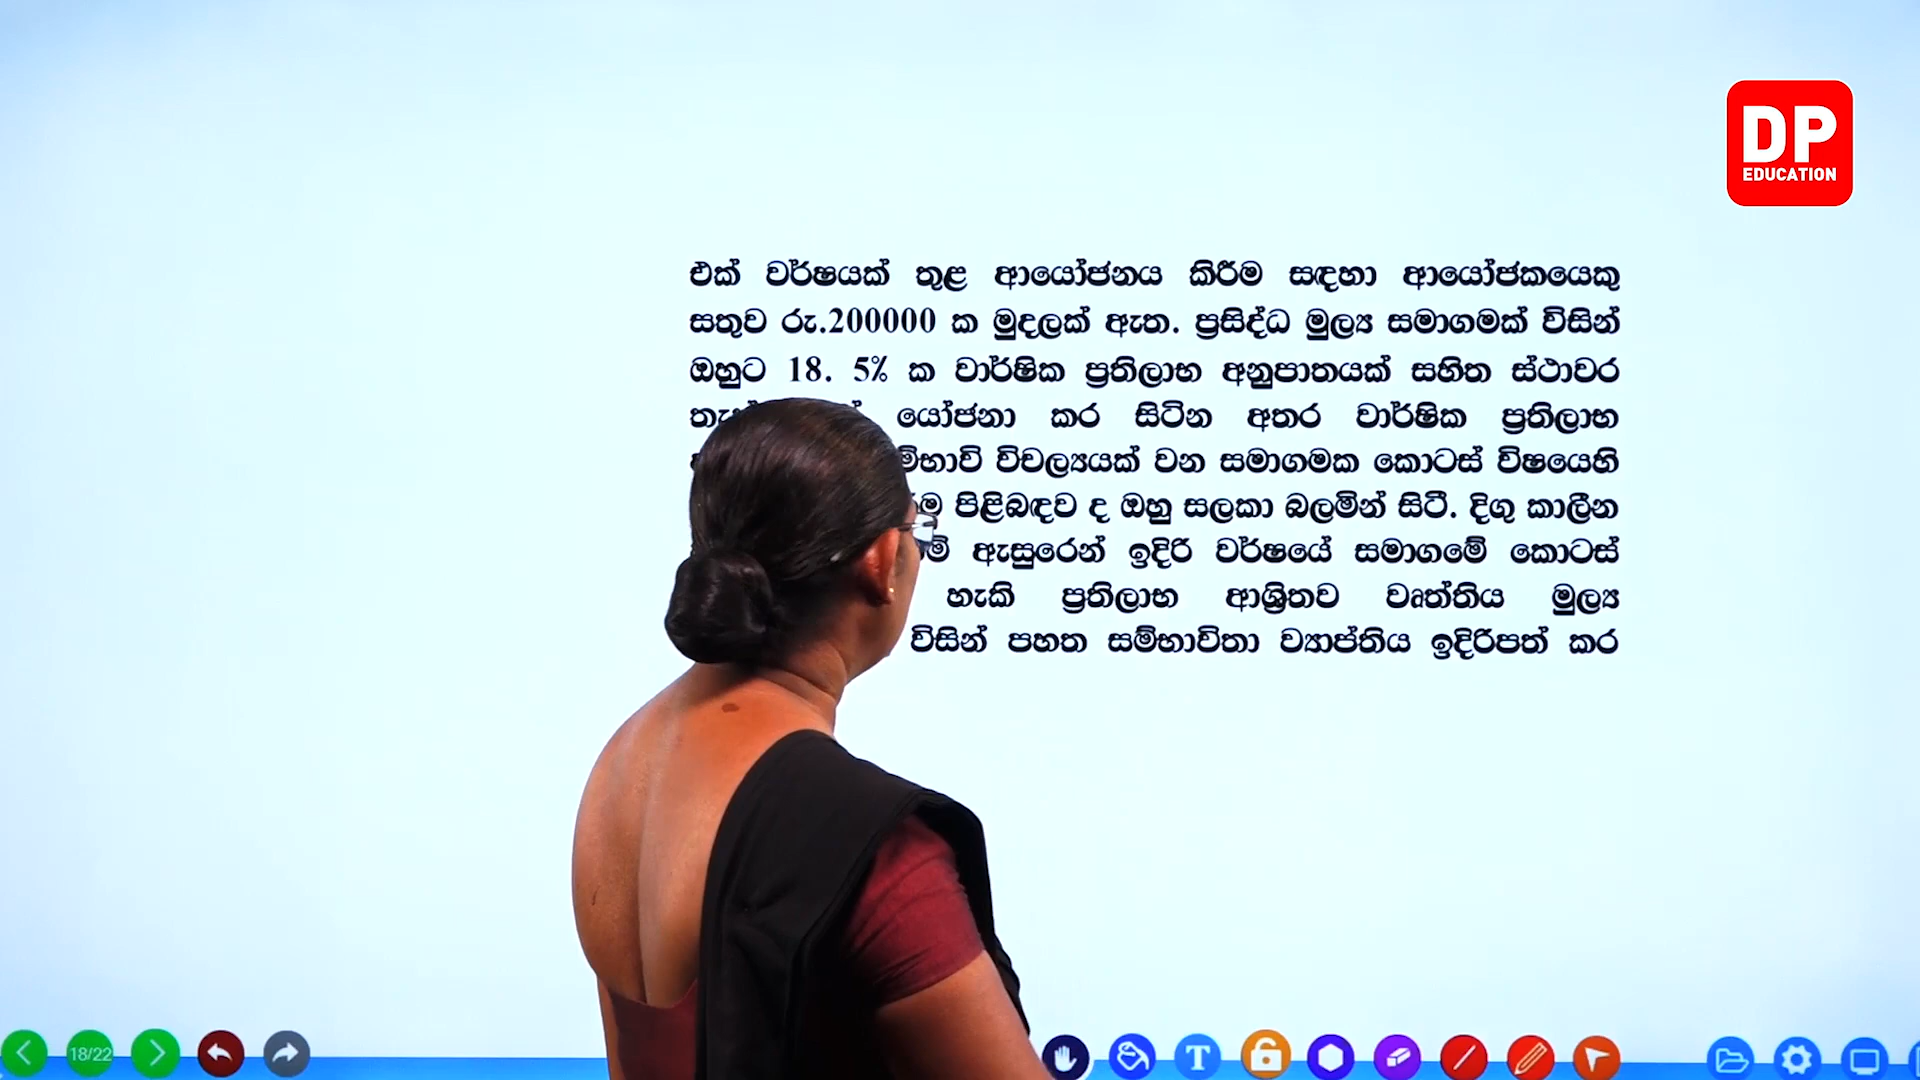 DP
EDUCATION
එක් වර්ෂයක් තුළ ආයෝජනය කිරීම සඳහා ආයෝජකයෙකු
සතුව රු.200000 ක මුදලක් ඇත. ප්‍රසිද්ධ මුල්‍ය සමාගමක් විසින්
ඔහුට 18. 5% ක වාර්ෂික ප්‍රතිලාභ අනුපාතයක් සහිත ස්ථාවර
යෝජනා කර සිටින අතර වාර්ෂික ප්‍රතිලාභ
විචල්‍යයක් වන සමාගමක කොටස් විෂයෙහි
පිළිබඳව ද ඔහු සලකා බලමින් සිටී. දිගු කාලීන
ඇසුරෙන් ඉදිරි වර්ෂයේ සමාගමේ කොටස්
හැකි ප්‍රතිලාභ ආශ්‍රිතව වෘත්තිය මුල්‍ය
විසින් පහත සම්භාවිතා ව්‍යාප්තිය ඉදිරිපත් කර
18/22
T